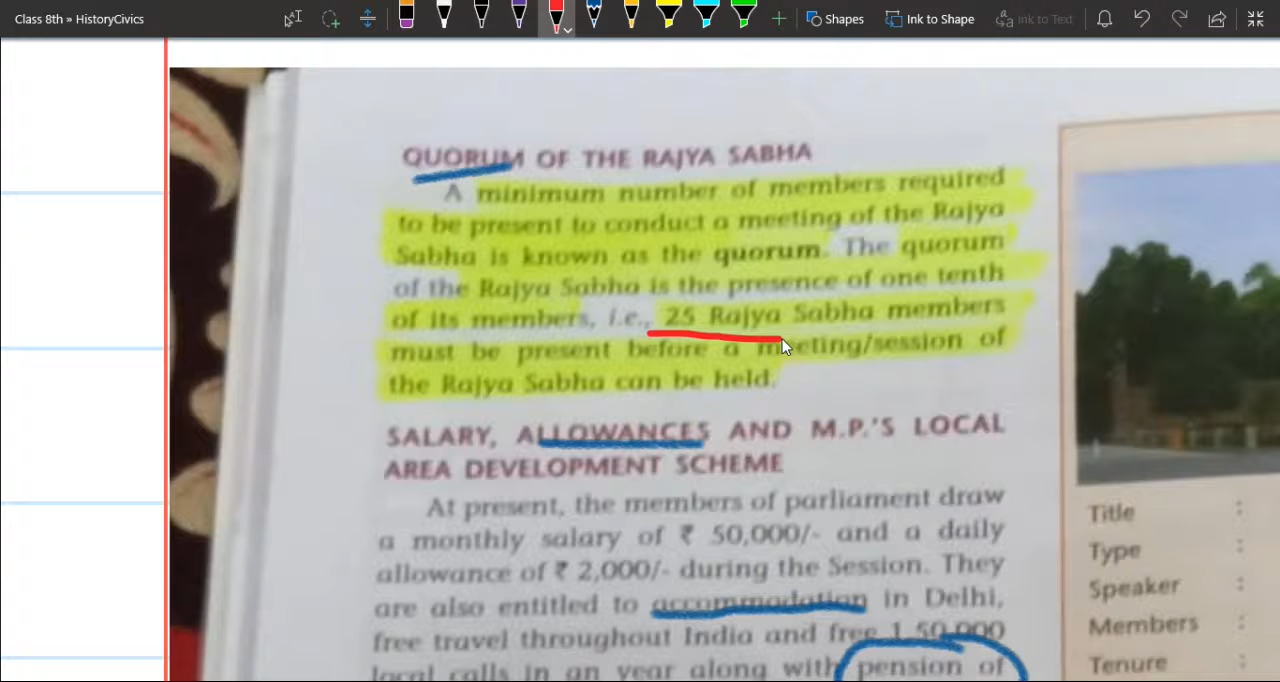 Class 8th » HistoryCivics
Shapes
Ink to Shape
Ink to Text
QUORUM OF THE RAJYA SABHA
A minimum number of members required
to be present to conduct a meeting of the Rajya
Sabha is known as the quorum. The quorum
of the Rajya Sabha is the presence of one tenth
of its members, i.e., 25 Rajya Sabha members
must be present before a meeting/session of
the Rajya Sabha can be held.
SALARY, ALLOWANCES AND M.P.'S LOCAL
AREA DEVELOPMENT SCHEME
At present, the members of parliament draw
a monthly salary of ₹ 50,000/- and a daily
allowance of ₹ 2,000/- during the Session. They
are also entitled to accommodation in Delhi,
free travel throughout India and free 1,50,000
local calls in an year along with pension of
Title :
Type :
Speaker :
Members :
Tenure :